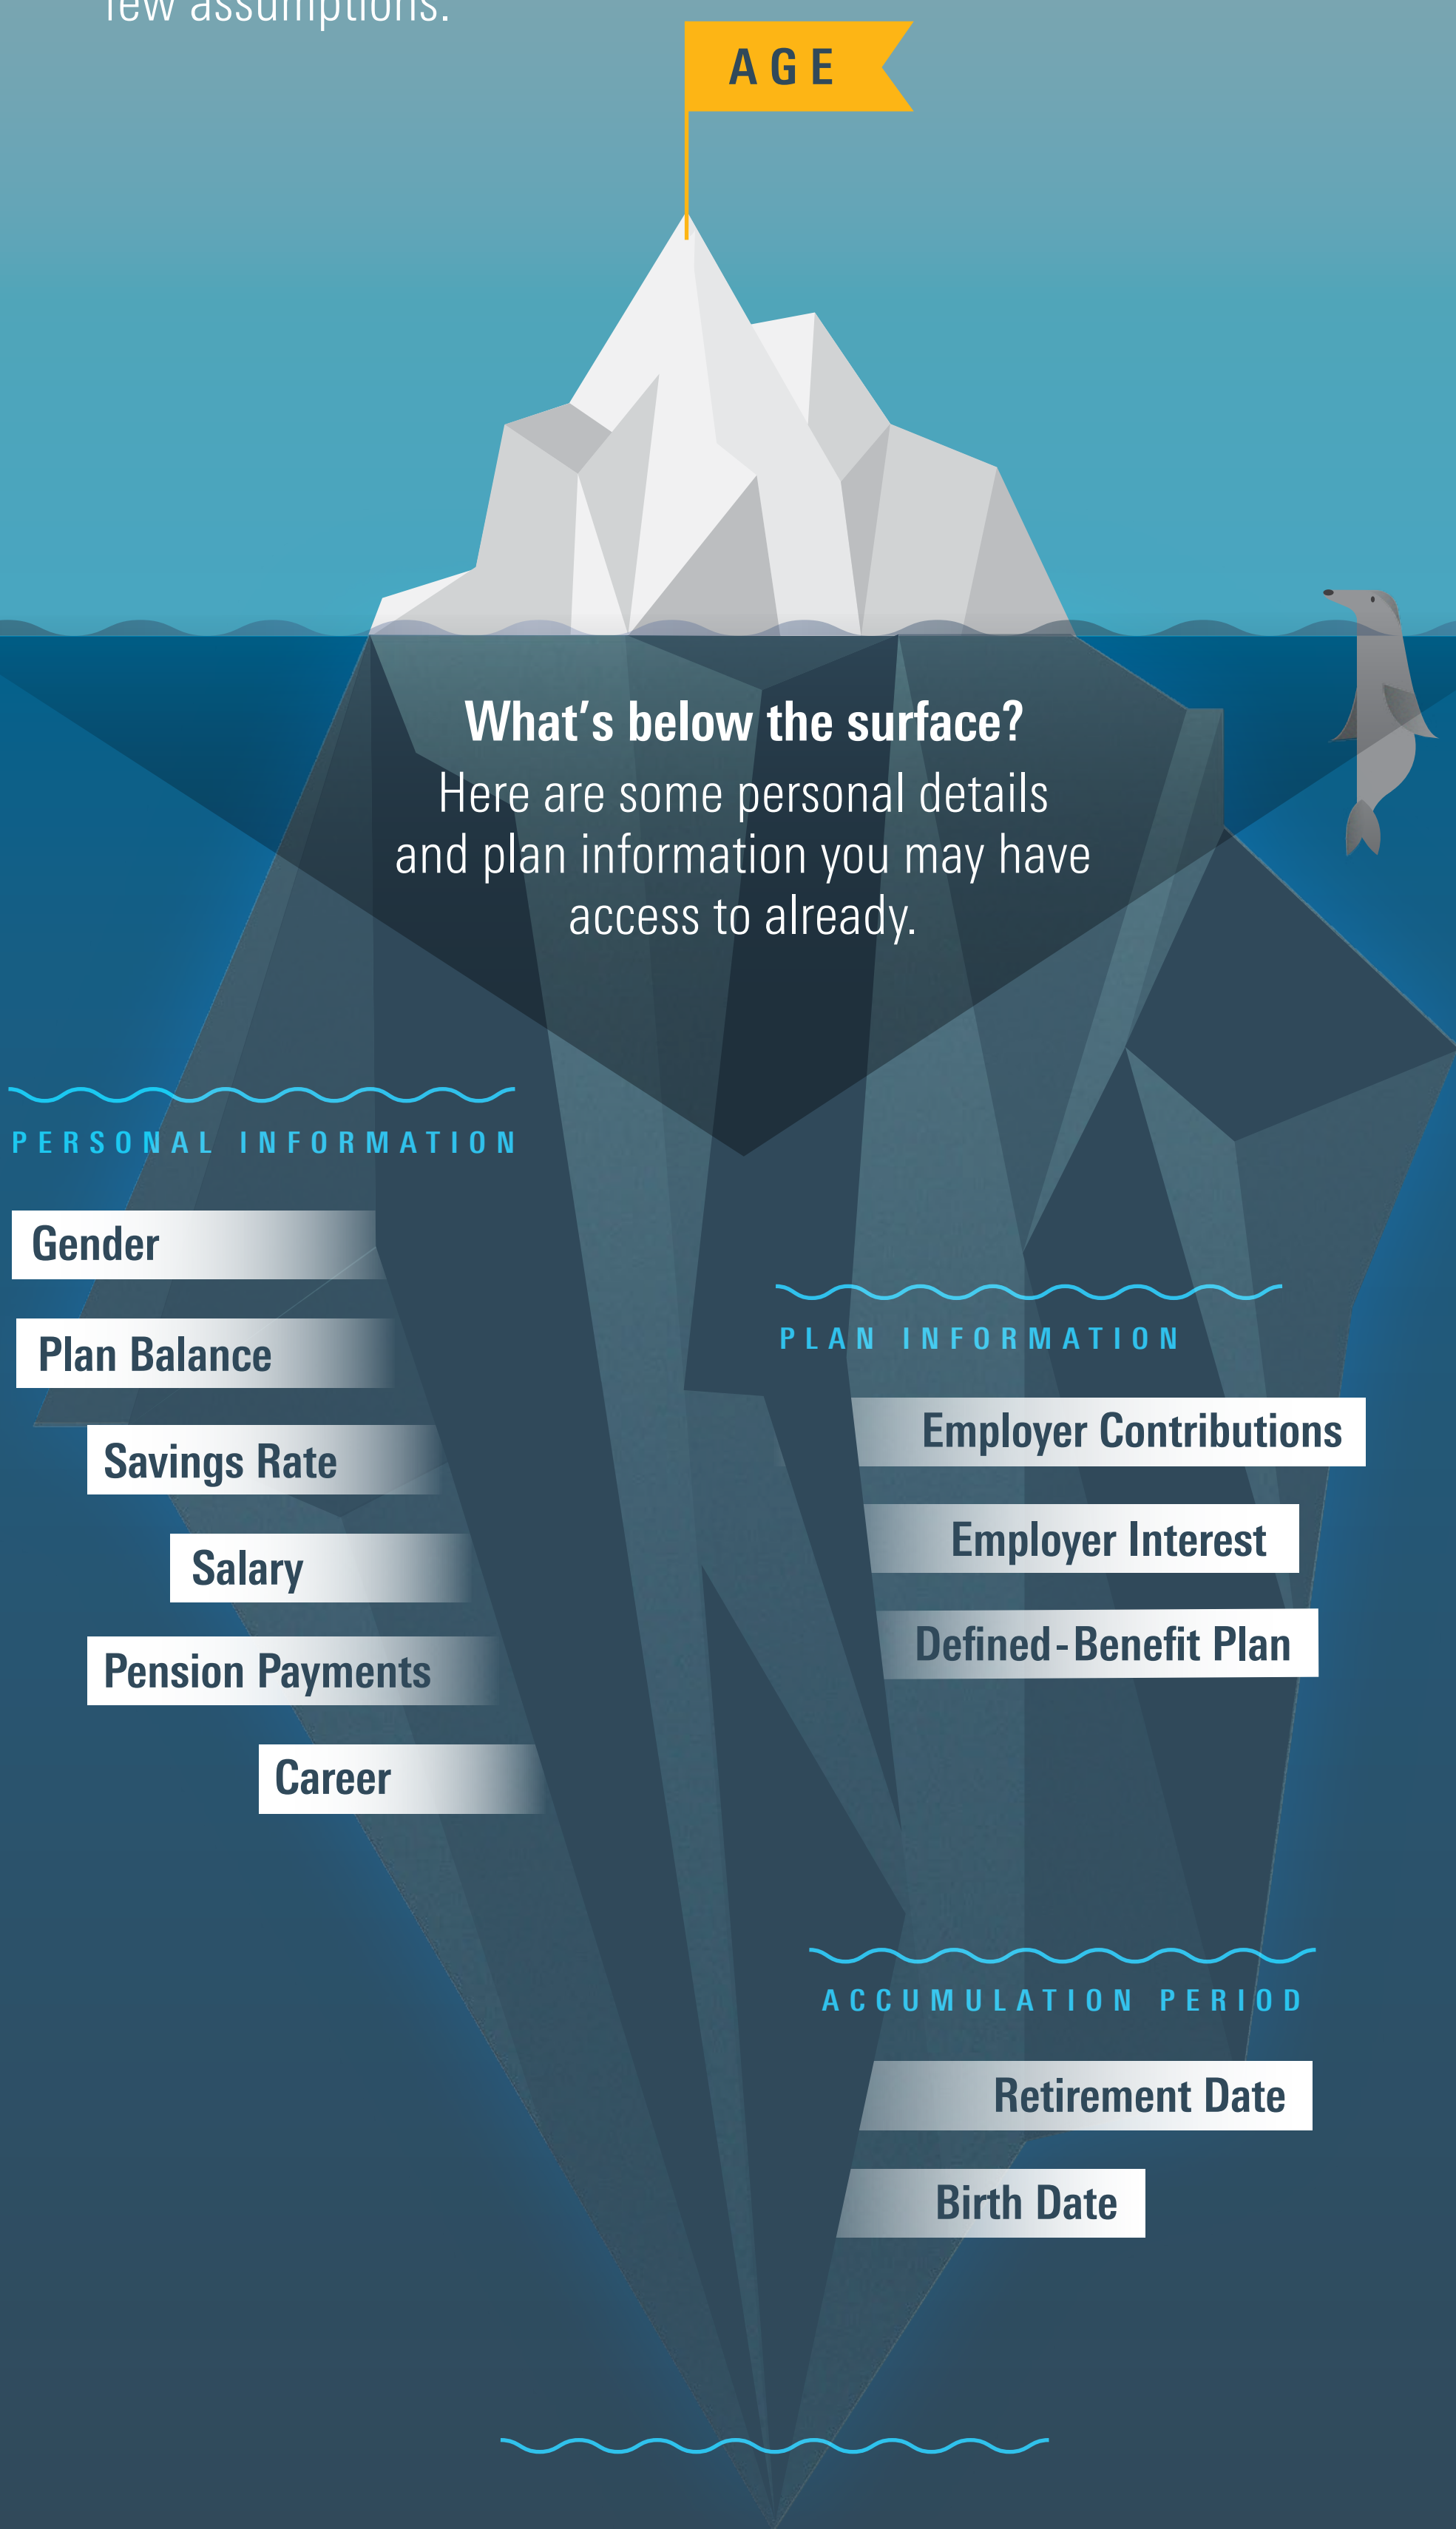 few assumptions.
AGE
What's below the surface?
Here are some personal details
and plan information you may have
access to already.
PERSONAL INFORMATION
Gender
Plan Balance
Savings Rate
Salary
Pension Payments
Career
PLAN INFORMATION
Employer Contributions
Employer Interest
Defined-Benefit Plan
ACCUMULATION PERIOD
Retirement Date
Birth Date